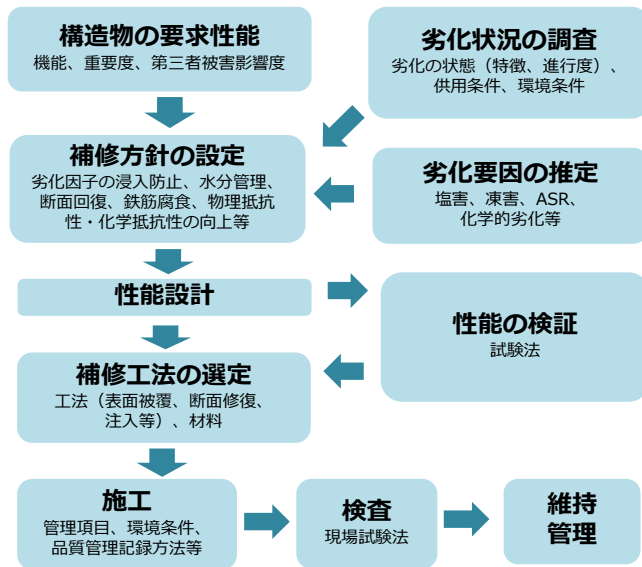 構造物の要求性能
機能、重要度、第三者被害影響度
劣化状況の調査
劣化の状態（特徴、進行度）、
供用条件、環境条件
補修方針の設定
劣化因子の浸入防止、水分管理、
断面回復、鉄筋腐食、物理抵抗
性・化学抵抗性の向上等
劣化要因の推定
塩害、凍害、ASR、
化学的劣化等
性能設計
性能の検証
試験法
補修工法の選定
工法（表面被覆、断面修復、
注入等）、材料
施工
管理項目、環境条件、
品質管理記録方法等
検査
現場試験法
維持
管理